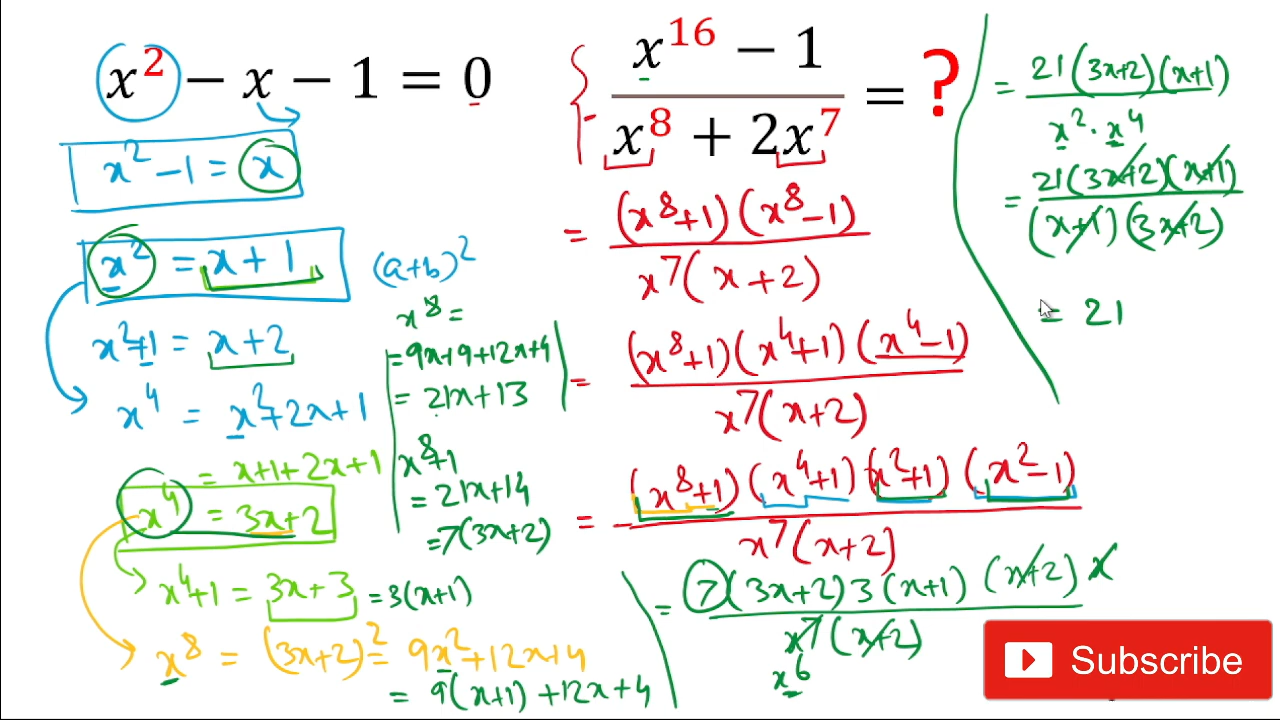 x² − x − 1 = 0
x² − 1 = x
x² = x + 1
(a+b)²
x²+1 = x+2
x⁴ = x²+2x+1
= x+1+2x+1
x⁴ = 3x+2
x⁴+1 = 3x+3 = 3(x+1)
x⁸ = (3x+2)² = 9x²+12x+4
= 9(x+1)+12x+4
x⁸ =
= 9x+9+12x+4
= 21x+13
x⁸+1
= 21x+14
= 7(3x+2)
x¹⁶ − 1
x⁸ + 2x⁷
= ?
= (x⁸+1)(x⁸−1)
x⁷(x+2)
= (x⁸+1)(x⁴+1)(x⁴−1)
x⁷(x+2)
= (x⁸+1)(x⁴+1)(x²+1)(x²−1)
x⁷(x+2)
= 7(3x+2)3(x+1)(x+2)x
x⁷(x+2)
x⁶
= 21(3x+2)(x+1)
x²·x⁴
= 21(3x+2)(x+1)
(x+1)(3x+2)
= 21
Subscribe